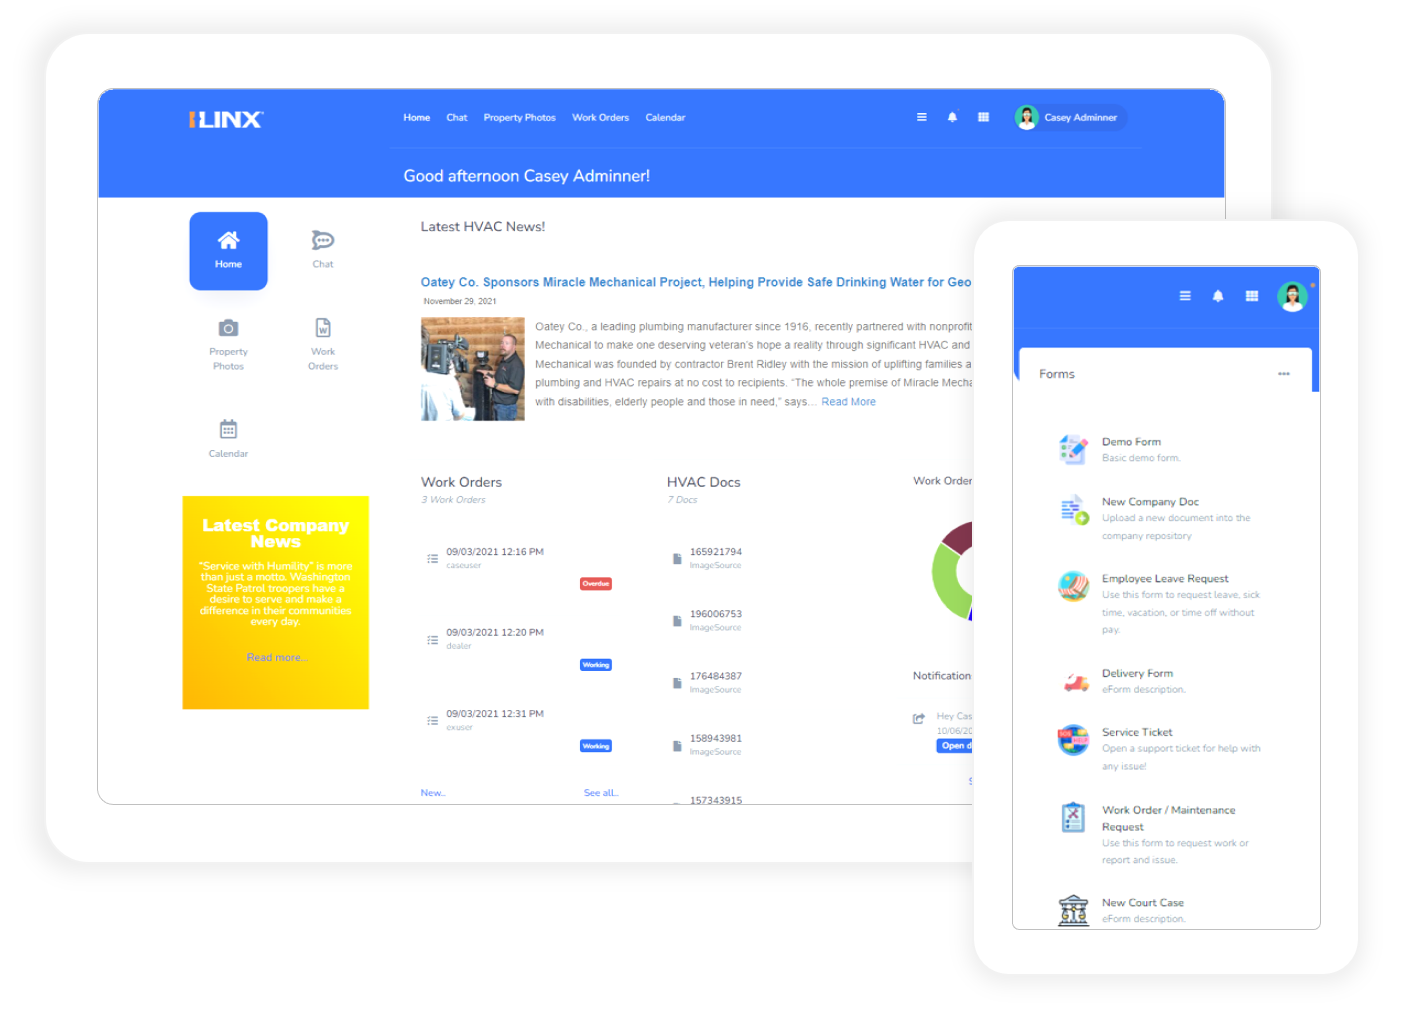 ILINX
Home Chat Property Photos Work Orders Calendar
Casey Adminner
Good afternoon Casey Adminner!
Home
Chat
Property
Photos
Work
Orders
Calendar
Latest Company
News
"Service with Humility" is more
than just a motto. Washington
State Patrol troopers have a
desire to serve and make a
difference in their communities
every day.
Read more...
Latest HVAC News!
Oatey Co. Sponsors Miracle Mechanical Project, Helping Provide Safe Drinking Water for Geo
November 29, 2021
Oatey Co., a leading plumbing manufacturer since 1916, recently partnered with nonprofit
Mechanical to make one deserving veteran's hope a reality through significant HVAC and
Mechanical was founded by contractor Brent Ridley with the mission of uplifting families a
plumbing and HVAC repairs at no cost to recipients. "The whole premise of Miracle Mecha
with disabilities, elderly people and those in need," says… Read More
Work Orders
3 Work Orders
09/03/2021 12:16 PM
caseuser
Overdue
09/03/2021 12:20 PM
dealer
Working
09/03/2021 12:31 PM
exuser
Working
New.. See all..
HVAC Docs
7 Docs
165921794
ImageSource
196006753
ImageSource
176484387
ImageSource
158943981
ImageSource
157343915
Work Order
Notification
Hey Cas
10/06/20
Open d
S
Forms
Demo Form
Basic demo form.
New Company Doc
Upload a new document into the
company repository
Employee Leave Request
Use this form to request leave, sick
time, vacation, or time off without
pay.
Delivery Form
eForm description.
Service Ticket
Open a support ticket for help with
any issue!
Work Order / Maintenance
Request
Use this form to request work or
report and issue.
New Court Case
eForm description.